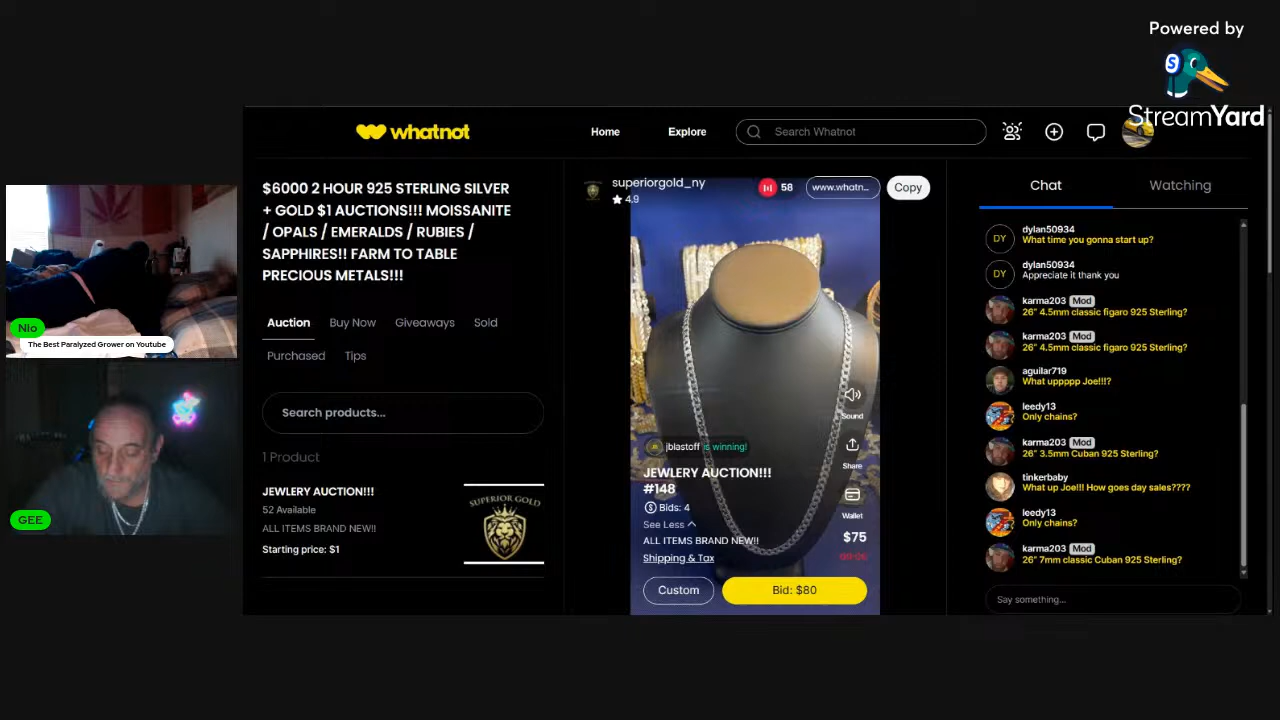 Powered by
StreamYard
whatnot
Home
Explore
Search Whatnot
$6000 2 HOUR 925 STERLING SILVER
+ GOLD $1 AUCTIONS!!! MOISSANITE
/ OPALS / EMERALDS / RUBIES /
SAPPHIRES!! FARM TO TABLE
PRECIOUS METALS!!!
Auction
Buy Now
Giveaways
Sold
Purchased
Tips
Search products...
1 Product
JEWLERY AUCTION!!!
52 Available
ALL ITEMS BRAND NEW!!
Starting price: $1
SUPERIOR GOLD
superiorgold_ny
4.9
58
www.whatn...
Copy
Sound
jblastoff is winning!
Share
JEWLERY AUCTION!!!
#148
Bids: 4
Wallet
See Less
ALL ITEMS BRAND NEW!!
$75
Shipping & Tax
Custom
Bid: $80
Chat
Watching
DY
dylan50934
What time you gonna start up?
DY
dylan50934
Appreciate it thank you
karma203 Mod
26" 4.5mm classic figaro 925 Sterling?
karma203 Mod
26" 4.5mm classic figaro 925 Sterling?
aguilar719
What uppppp Joe!!!?
leedy13
Only chains?
karma203 Mod
26" 3.5mm Cuban 925 Sterling?
tinkerbaby
What up Joe!!! How goes day sales????
leedy13
Only chains?
karma203 Mod
26" 7mm classic Cuban 925 Sterling?
Say something...
Nio
The Best Paralyzed Grower on Youtube
GEE